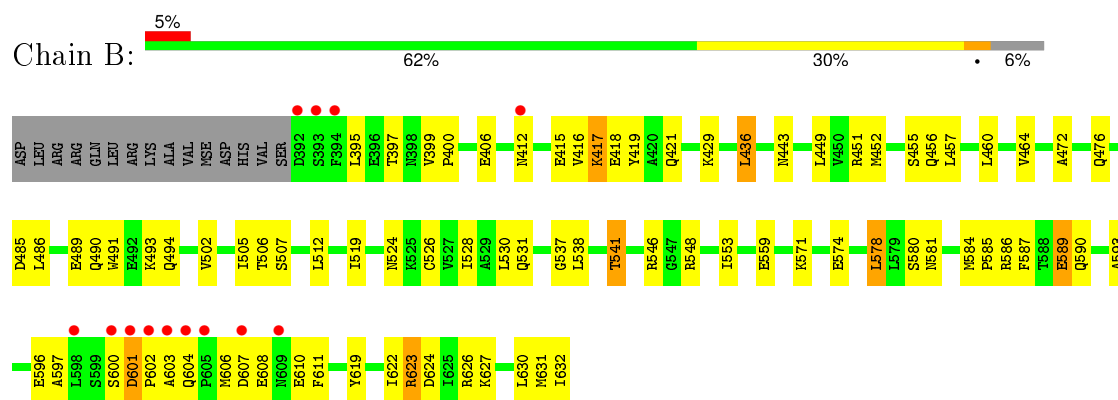 5%
Chain B:
62% 30% • 6%
ASP LEU ARG ARG GLN LEU ARG LYS ALA VAL MSE ASP HIS VAL SER D392 S393 F394 L395 E396 T397 N398 V399 P400 E406 N412 E415 V416 K417 E418 Y419 A420 Q421 K429 L436 N443 L449 V450 R451 M452 S455 Q456 L457 L460 V464 A472 Q476
D485 L486 E489 Q490 W491 E492 K493 Q494 V502 I505 T506 S507 L512 I519 N524 K525 C526 V527 I528 A529 L530 Q531 G537 L538 T541 R546 G547 R548 I553 E559 K571 E574 L578 L579 S580 N581 M584 P585 R586 F587 T588 E589 Q590 A593
E596 A597 L598 S599 S600 D601 P602 A603 Q604 P605 M606 D607 E608 N609 E610 F611 Y619 I622 R623 D624 I625 R626 K627 L630 M631 I632